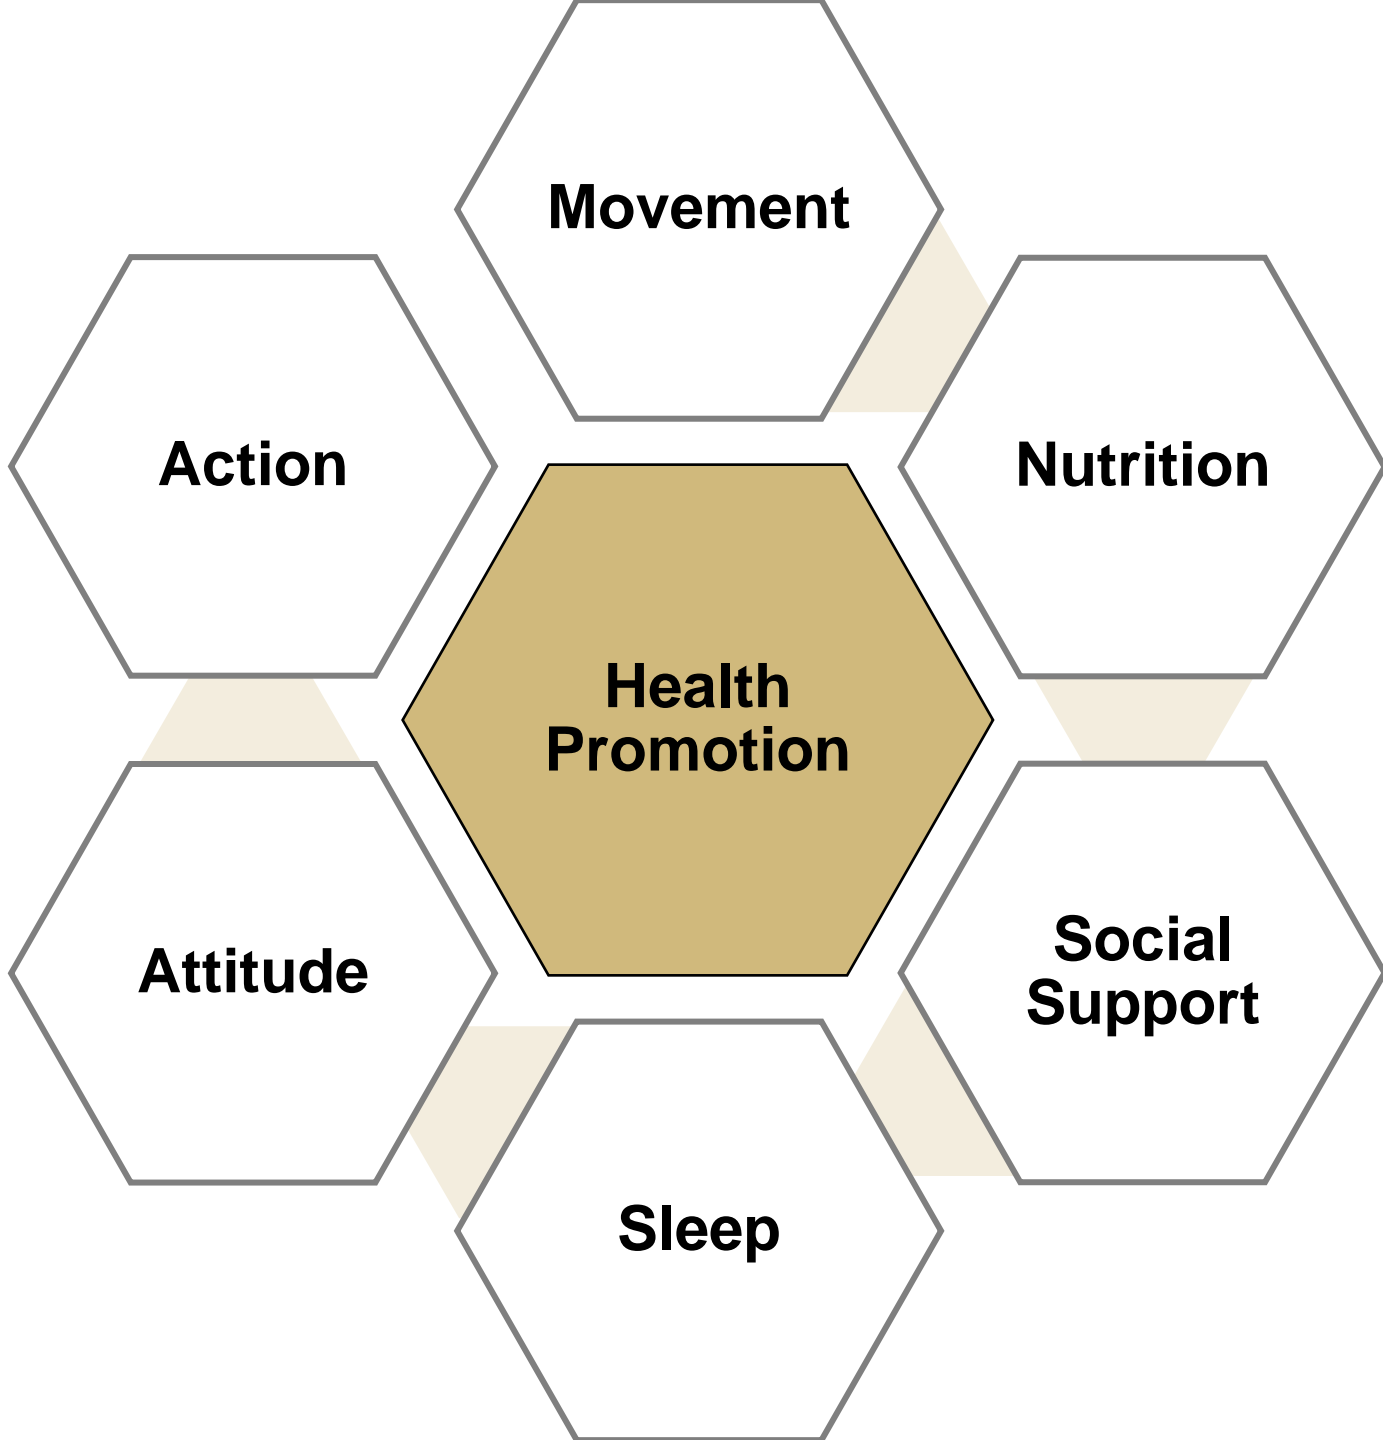 Movement
Action
Nutrition
Health
Promotion
Attitude
Social
Support
Sleep